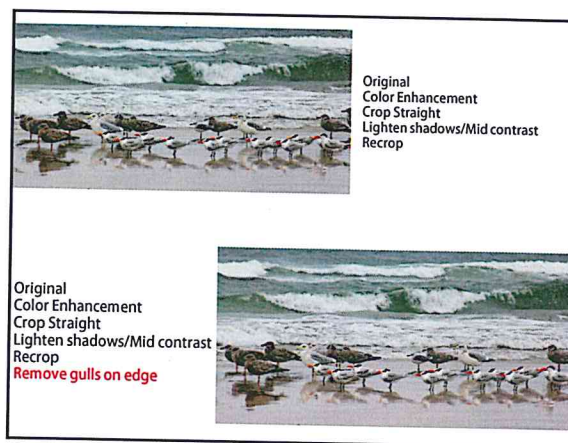 Original
Color Enhancement
Crop Straight
Lighten shadows/Mid contrast
Recrop
Original
Color Enhancement
Crop Straight
Lighten shadows/Mid contrast
Recrop
Remove gulls on edge